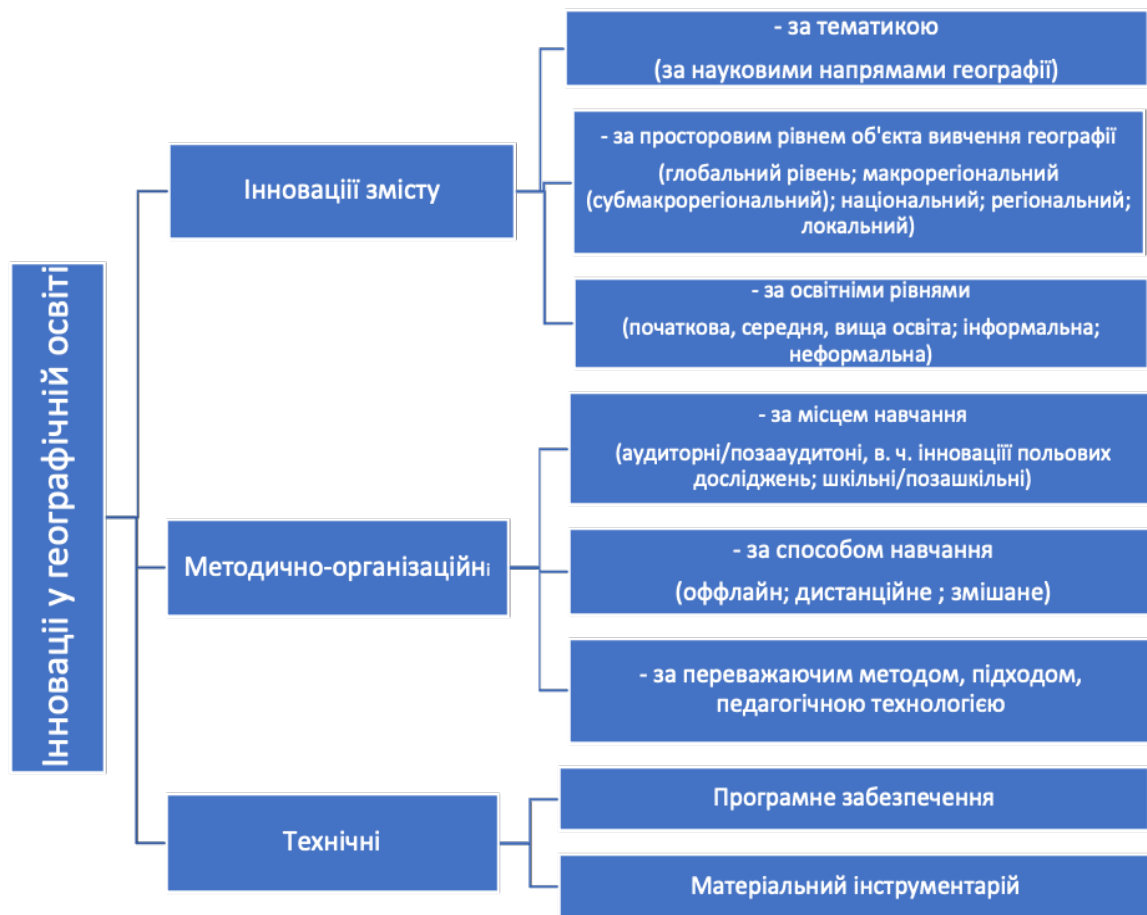 Інновації у географічній освіті
Інноваціїї змісту
- за тематикою
(за науковими напрямами географії)
- за просторовим рівнем об'єкта вивчення географії
(глобальний рівень; макрорегіональний
(субмакрорегіональний); національний; регіональний;
локальний)
- за освітніми рівнями
(початкова, середня, вища освіта; інформальна;
неформальна)
Методично-організаційні
- за місцем навчання
(аудиторні/позааудитоні, в. ч. інноваціїї польових
досліджень; шкільні/позашкільні)
- за способом навчання
(оффлайн; дистанційне ; змішане)
- за переважаючим методом, підходом,
педагогічною технологією
Технічні
Програмне забезпечення
Матеріальний інструментарій